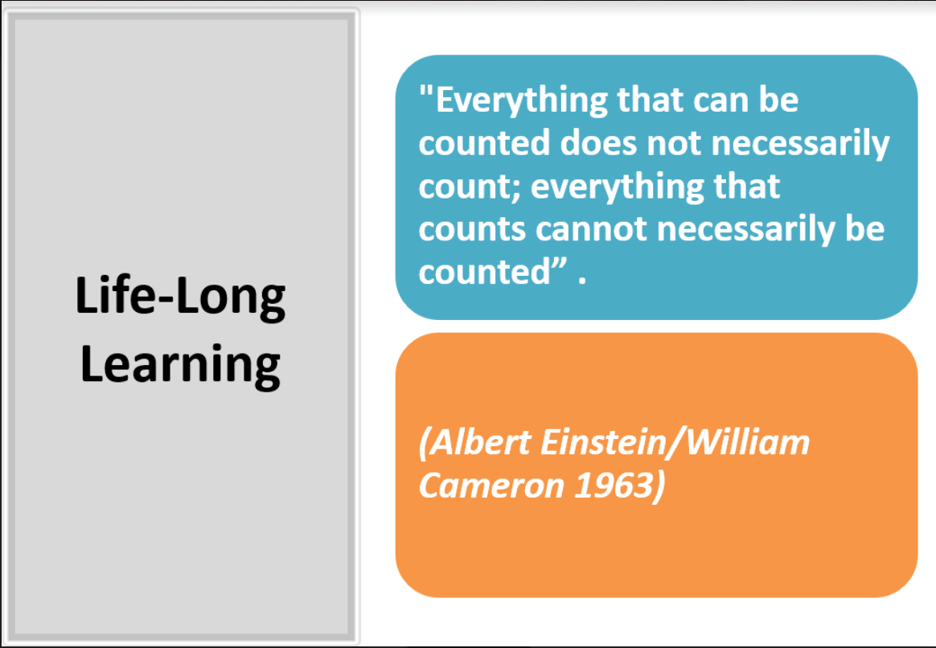 Life-Long
Learning
"Everything that can be
counted does not necessarily
count; everything that
counts cannot necessarily be
counted” .
(Albert Einstein/William
Cameron 1963)